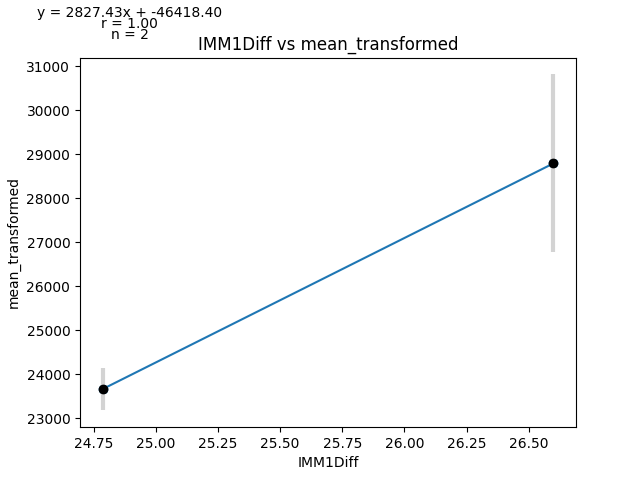 y = 2827.43x + -46418.40
r = 1.00
n = 2
IMM1Diff vs mean_transformed
31000
30000
29000
28000
27000
26000
25000
24000
23000
mean_transformed
24.75 25.00 25.25 25.50 25.75 26.00 26.25 26.50
IMM1Diff